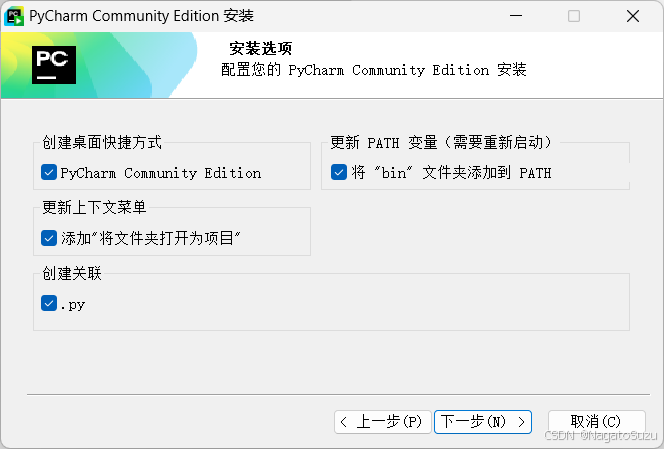 PyCharm Community Edition 安装
PC
安装选项
配置您的 PyCharm Community Edition 安装
创建桌面快捷方式
PyCharm Community Edition
更新 PATH 变量（需要重新启动）
将 "bin" 文件夹添加到 PATH
更新上下文菜单
添加"将文件夹打开为项目"
创建关联
.py
< 上一步(P)
下一步(N) >
取消(C)
CSDN @NagatoSuzu